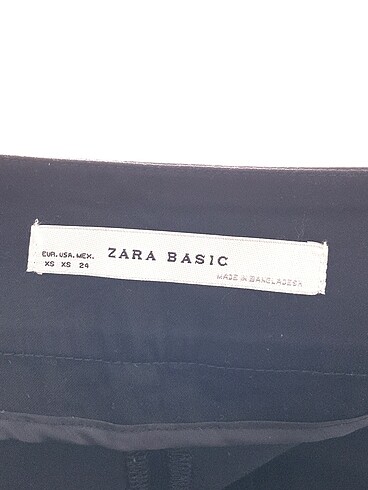 EUR. USA. MEX.
XS XS 24
ZARA BASIC
MADE IN BANGLADESH